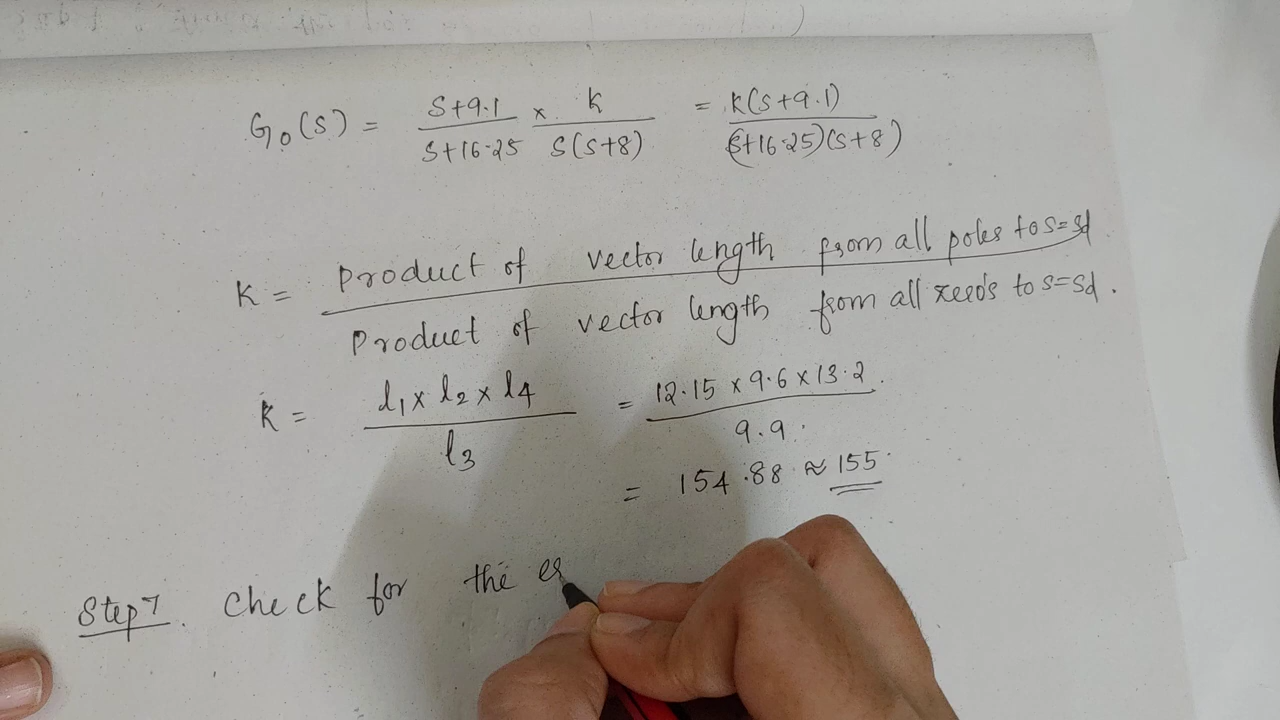 G₀(S) = S+9.1 / S+16.25 × K / S(S+8) = K(S+9.1) / (S+16.25)(S+8)
K = Product of vector length from all poles to S=Sd / Product of vector length from all zero's to S=Sd.
K = l₁ × l₂ × l₄ / l₃ = 12.15 × 9.6 × 13.2 / 9.9.
= 154.88 ≈ 155
Step 7. Check for the